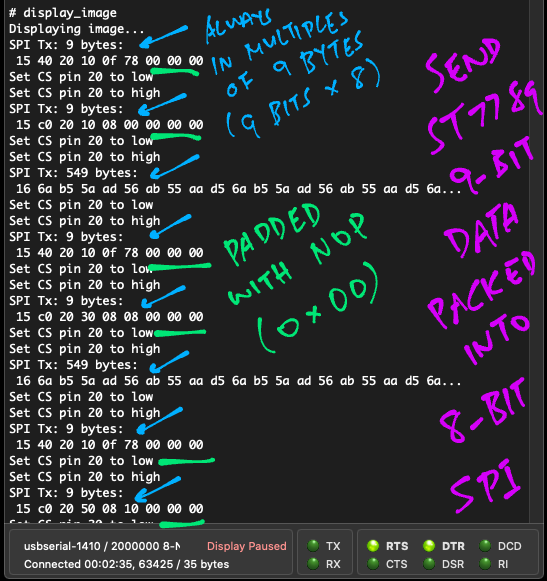 # display_image
Displaying image...
SPI Tx: 9 bytes:
15 40 20 10 0f 78 00 00 00
Set CS pin 20 to low
Set CS pin 20 to high
SPI Tx: 9 bytes:
15 c0 20 10 08 00 00 00 00
Set CS pin 20 to low
Set CS pin 20 to high
SPI Tx: 549 bytes:
16 6a b5 5a ad 56 ab 55 aa d5 6a b5 5a ad 56 ab 55 aa d5 6a...
Set CS pin 20 to low
Set CS pin 20 to high
SPI Tx: 9 bytes:
15 40 20 10 0f 78 00 00 00
Set CS pin 20 to low
Set CS pin 20 to high
SPI Tx: 9 bytes:
15 c0 20 30 08 08 00 00 00
Set CS pin 20 to low
Set CS pin 20 to high
SPI Tx: 549 bytes:
16 6a b5 5a ad 56 ab 55 aa d5 6a b5 5a ad 56 ab 55 aa d5 6a...
Set CS pin 20 to low
Set CS pin 20 to high
SPI Tx: 9 bytes:
15 40 20 10 0f 78 00 00 00
Set CS pin 20 to low
Set CS pin 20 to high
SPI Tx: 9 bytes:
15 c0 20 50 08 10 00 00 00
Set CS pin 20 to low
ALWAYS
IN MULTIPLES
OF 9 BYTES
(9 BITS x 8)
PADDED
WITH NOP
(0x00)
SEND
ST7789
9-BIT
DATA
PACKED
INTO
8-BIT
SPI
usbserial-1410 / 2000000 8-N
Display Paused
Connected 00:02:35, 63425 / 35 bytes
TX
RX
RTS
CTS
DTR
DSR
DCD
RI